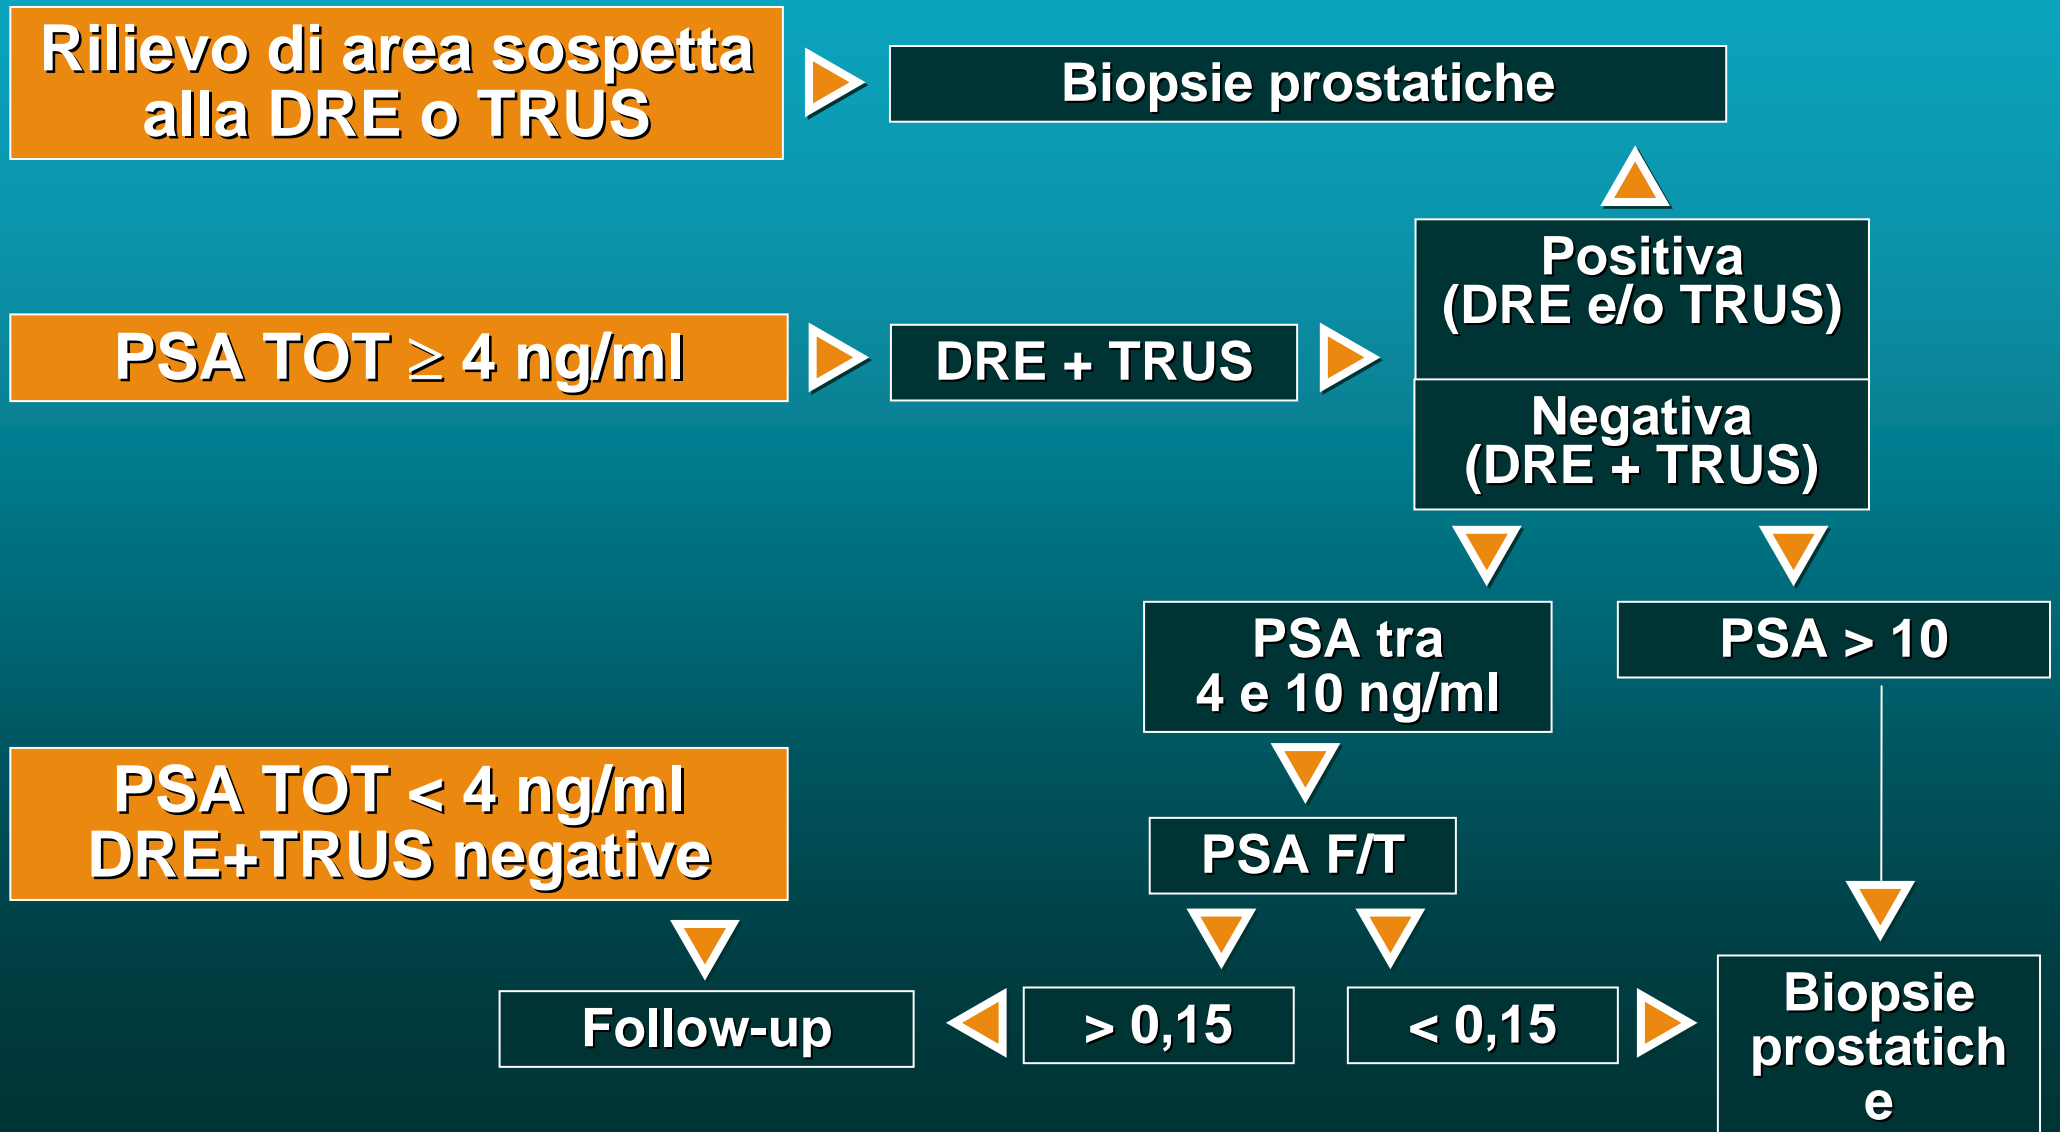 Rilievo di area sospetta
alla DRE o TRUS
Biopsie prostatiche
Positiva
(DRE e/o TRUS)
PSA TOT ≥ 4 ng/ml
DRE + TRUS
Negativa
(DRE + TRUS)
PSA tra
4 e 10 ng/ml
PSA > 10
PSA TOT < 4 ng/ml
DRE+TRUS negative
PSA F/T
Follow-up
> 0,15
< 0,15
Biopsie
prostatich
e